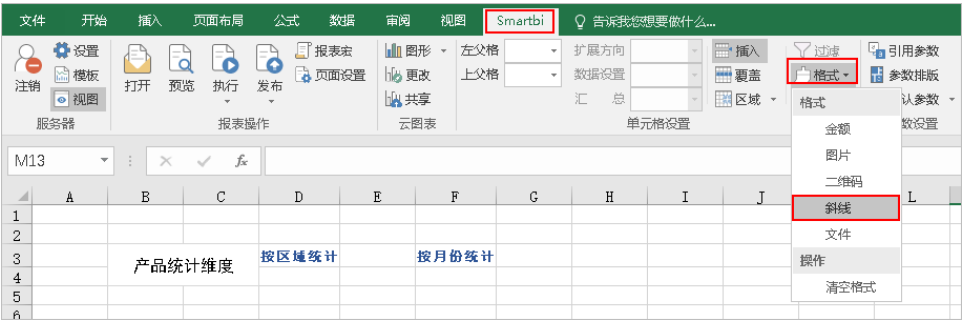 文件 开始 插入 页面布局 公式 数据 审阅 视图 Smartbi 告诉我您想要做什么...
注销 设置 模板 视图
服务器
打开 预览 执行 发布 报表宏 页面设置
报表操作
图形 更改 共享
云图表
左父格 上父格 扩展方向 数据设置 汇 总 插入 覆盖 区域
单元格设置
过滤 格式
引用参数 参数排版 认参数
数设置
格式
金额
图片
二维码
斜线
文件
操作
清空格式
M13 fx
A B C D E F G H I J L
1
2
3 产品统计维度 按区域统计 按月份统计
4
5
6